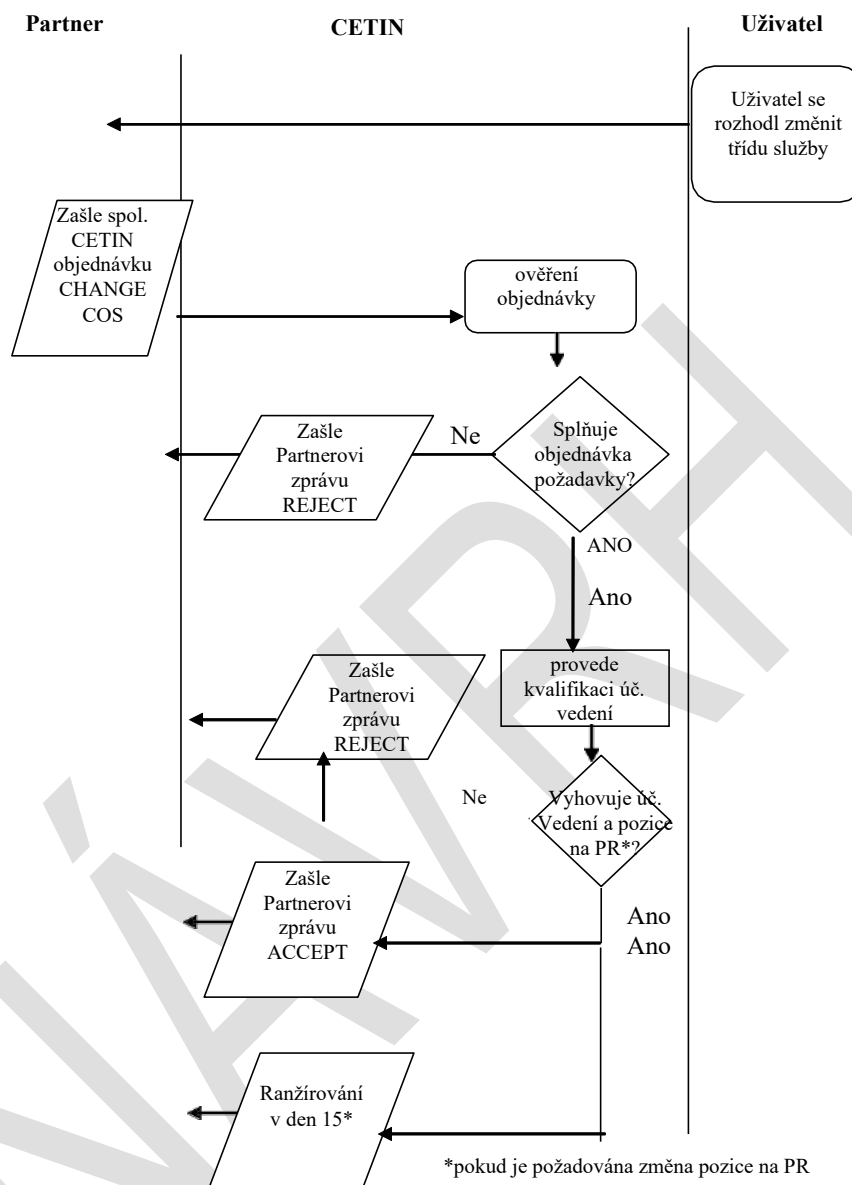 Partner
CETIN
Uživatel
Uživatel se
rozhodl změnit
třídu služby
Zašle spol.
CETIN
objednávku
CHANGE
COS
ověření
objednávky
Splňuje
objednávka
požadavky?
Ne
Zašle
Partnerovi
zprávu
REJECT
ANO
Ano
provede
kvalifikaci úč.
vedení
Zašle
Partnerovi
zprávu
REJECT
Ne
Vyhovuje úč.
Vedení a pozice
na PR*?
Zašle
Partnerovi
zprávu
ACCEPT
Ano
Ano
Ranžírování
v den 15*
*pokud je požadována změna pozice na PR
NÁVRH